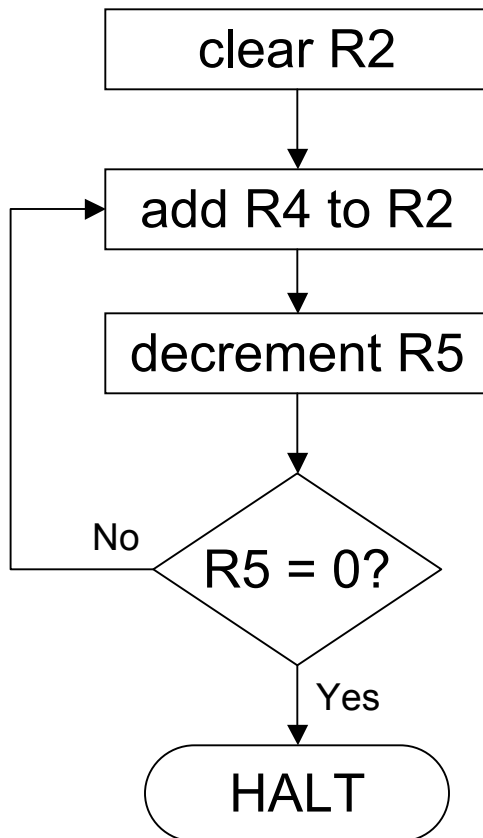 clear R2
add R4 to R2
decrement R5
No
R5 = 0?
Yes
HALT